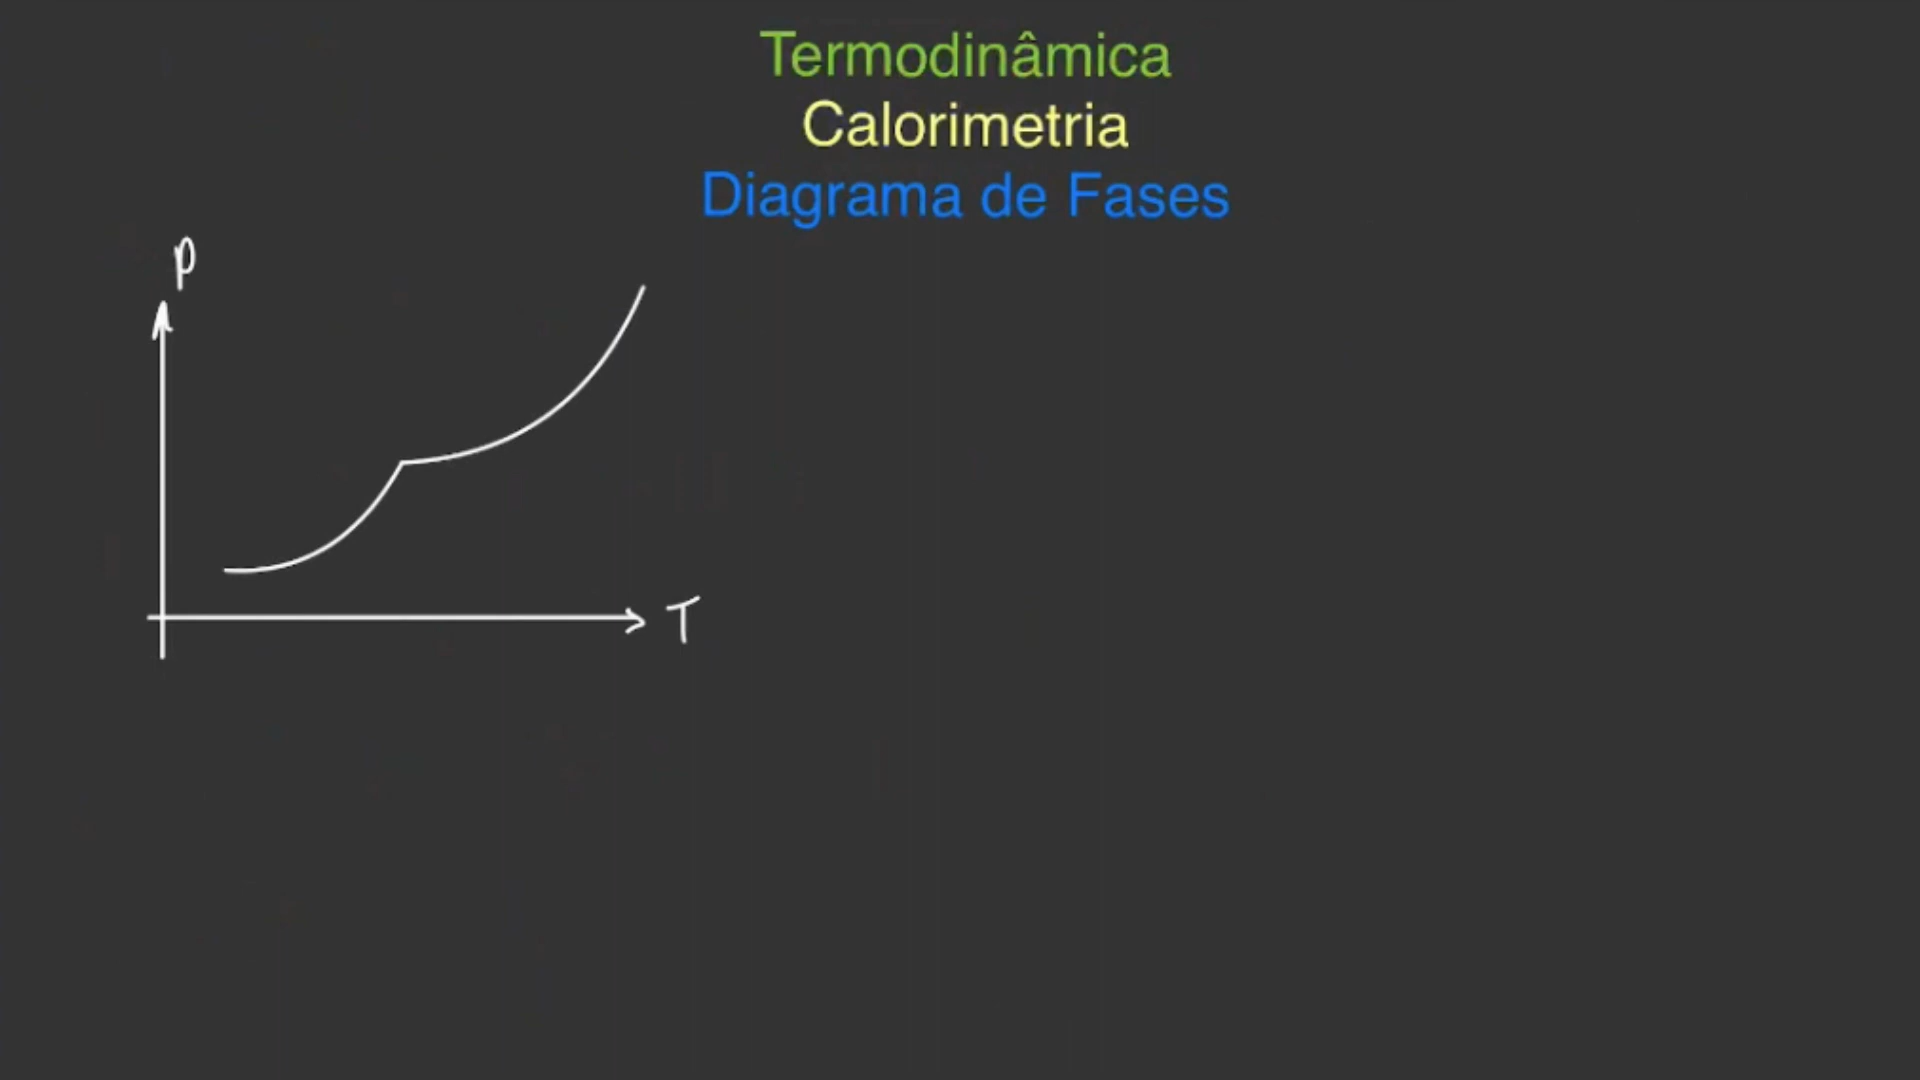 Termodinâmica
Calorimetria
Diagrama de Fases
p
T